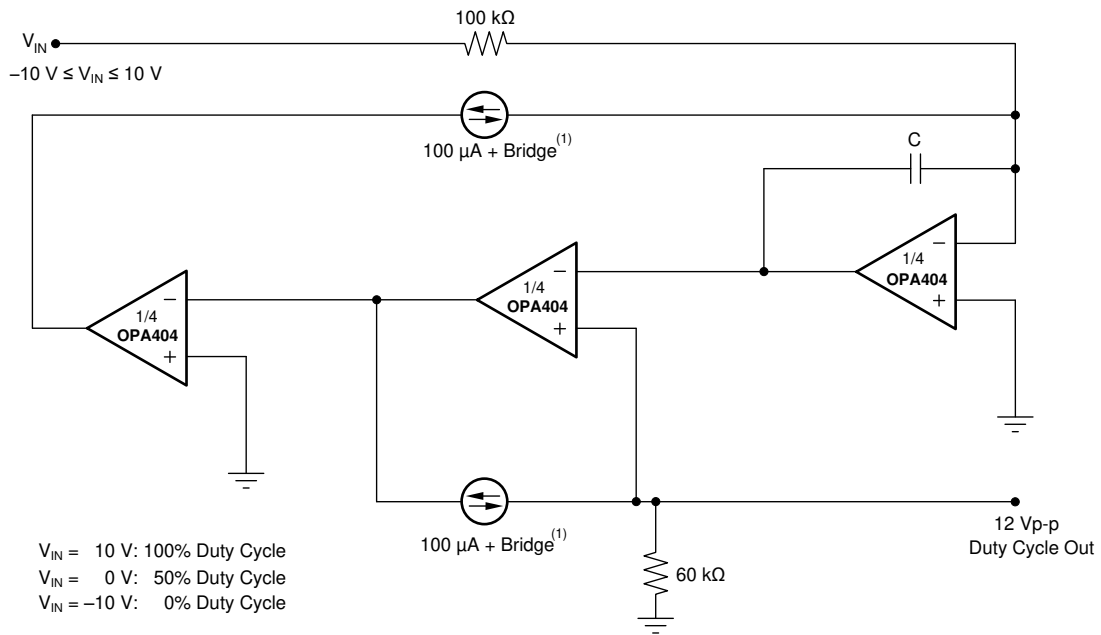 100 kΩ
V_IN
–10 V ≤ V_IN ≤ 10 V
100 µA + Bridge(1)
C
–
1/4
OPA404
+
–
1/4
OPA404
+
–
1/4
OPA404
+
100 µA + Bridge(1)
12 Vp-p
Duty Cycle Out
60 kΩ
V_IN = 10 V: 100% Duty Cycle
V_IN = 0 V: 50% Duty Cycle
V_IN = –10 V: 0% Duty Cycle